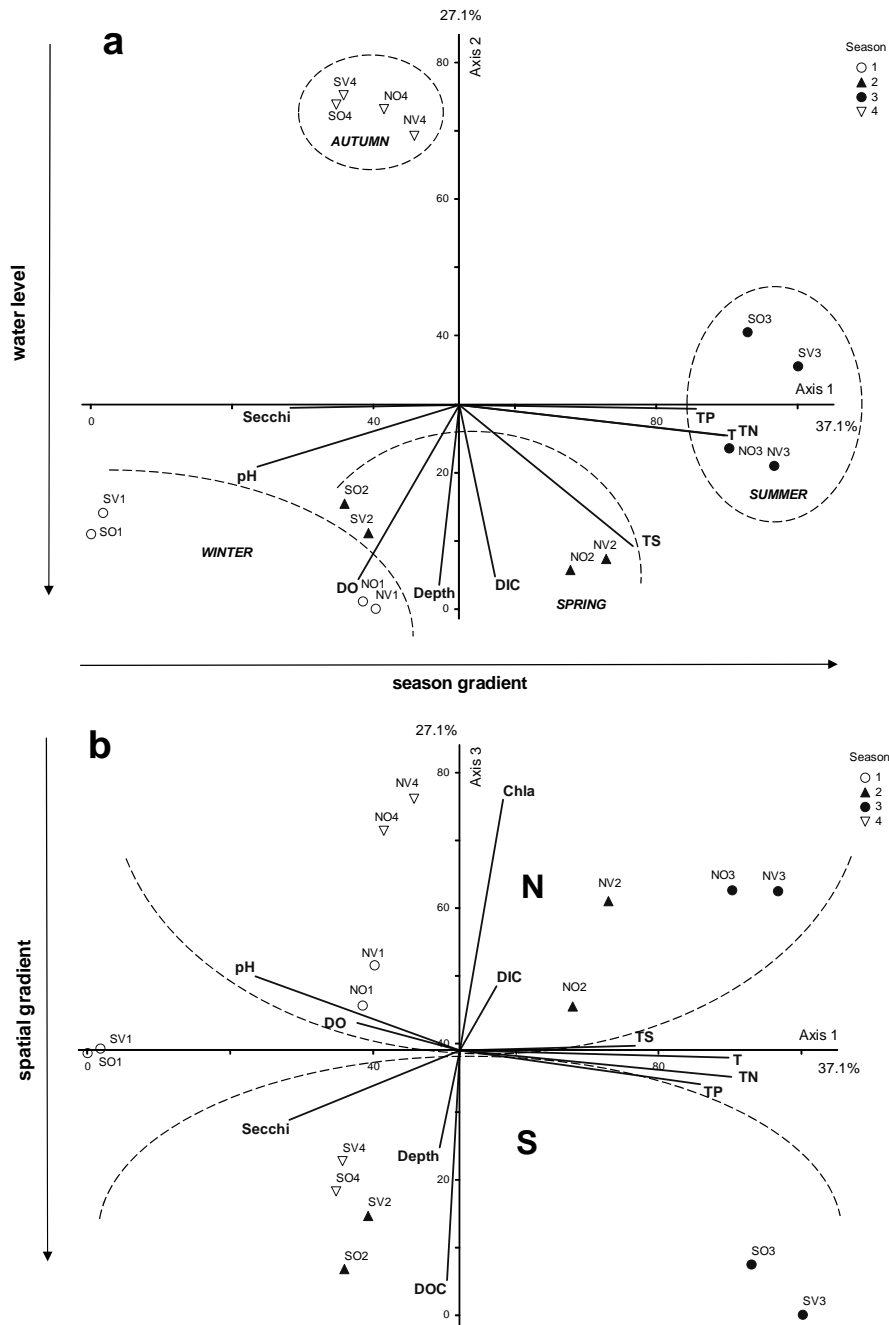 27.1%
a
Axis 2
Season
1
2
3
4
80
SV4
SO4
NO4
NV4
AUTUMN
60
water level
40
SO3
SV3
Axis 1
0
Secchi
40
80
TP
37.1%
T TN
NO3 NV3
SUMMER
pH
20
SO2
SV2
SV1
SO1
WINTER
TS
NV2
NO2
DO
Depth
DIC
NO1
NV1
0
SPRING
season gradient
27.1%
b
Axis 3
Season
1
2
3
4
80
NV4
NO4
Chla
N
NV2
NO3
NV3
60
NV1
NO1
pH
DIC
NO2
spatial gradient
DO
40
TS
Axis 1
SV1
SO1
0
40
80
T
TN
TP
37.1%
Secchi
S
Depth
SV4
SO4
SV2
20
SO2
DOC
SO3
SV3
0